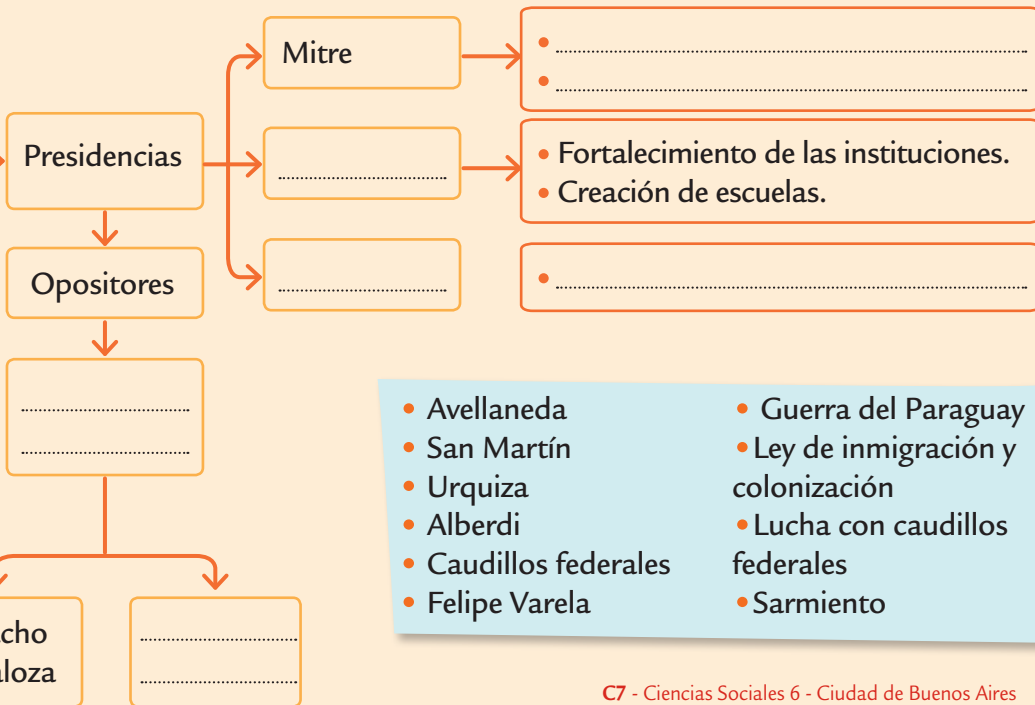 Mitre
Presidencias
• Fortalecimiento de las instituciones.
• Creación de escuelas.
Opositores
• Avellaneda
• San Martín
• Urquiza
• Alberdi
• Caudillos federales
• Felipe Varela
• Guerra del Paraguay
• Ley de inmigración y
colonización
• Lucha con caudillos
federales
• Sarmiento
C7 - Ciencias Sociales 6 - Ciudad de Buenos Aires